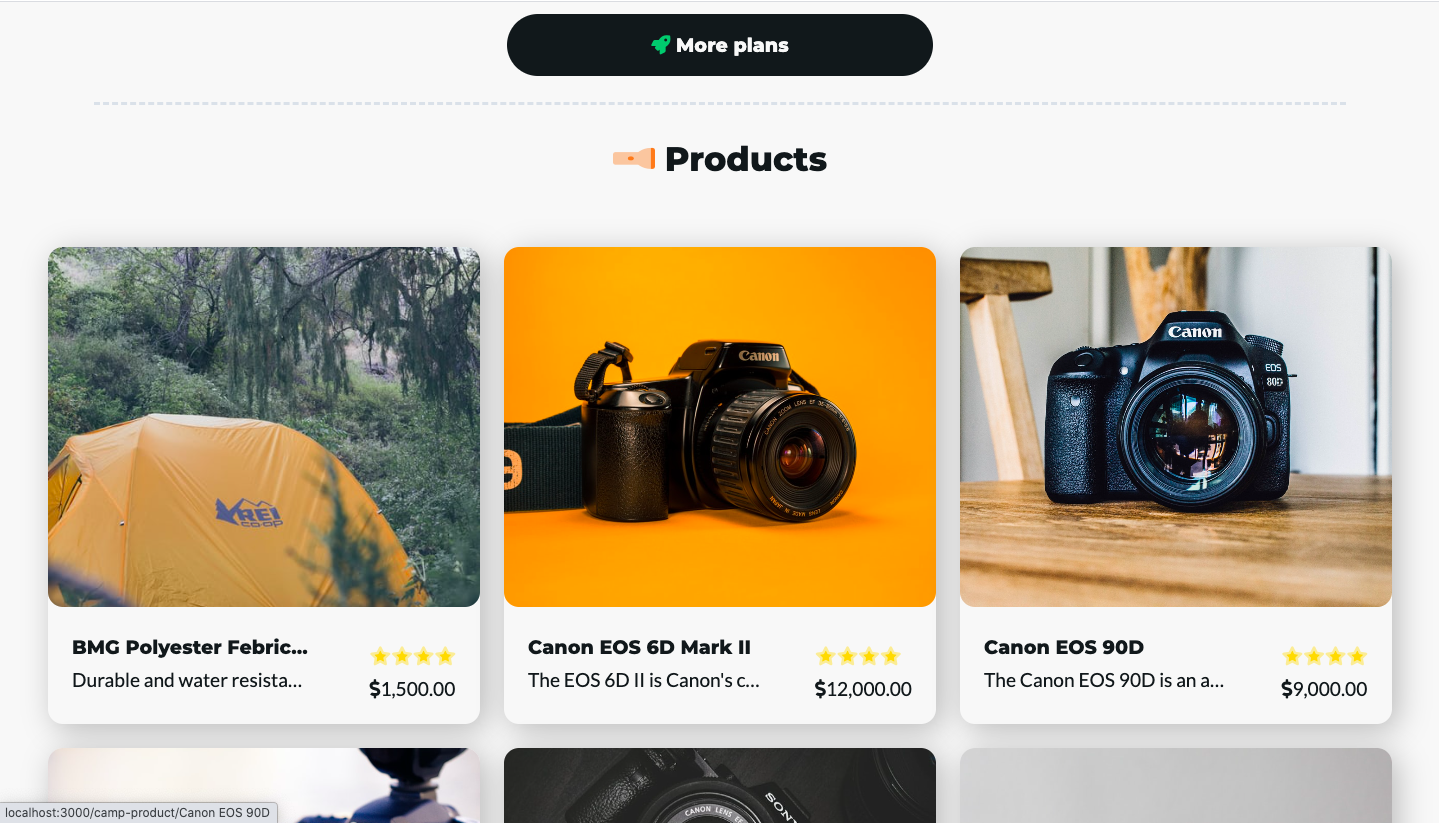 More plans
Products
REI
CO·OP
Canon
Canon
EOS
80D
BMG Polyester Febric...
Durable and water resista...
$1,500.00
Canon EOS 6D Mark II
The EOS 6D II is Canon's c...
$12,000.00
Canon EOS 90D
The Canon EOS 90D is an a...
$9,000.00
SONY
CANON LENS
localhost:3000/camp-product/Canon EOS 90D